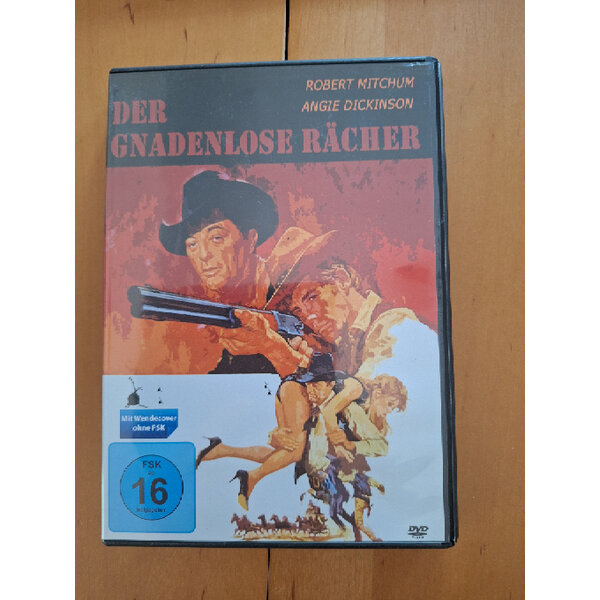 ROBERT MITCHUM
ANGIE DICKINSON
DER
GNADENLOSE RÄCHER
Mit Wendecover
ohne FSK
FSK
16
DVD